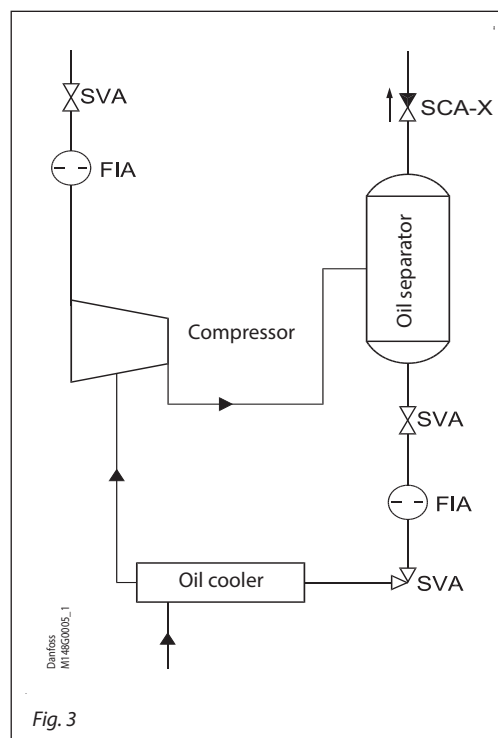 SVA
SCA-X
FIA
Oil separator
Compressor
SVA
FIA
Oil cooler
SVA
Danfoss
M148G0005_1
Fig. 3